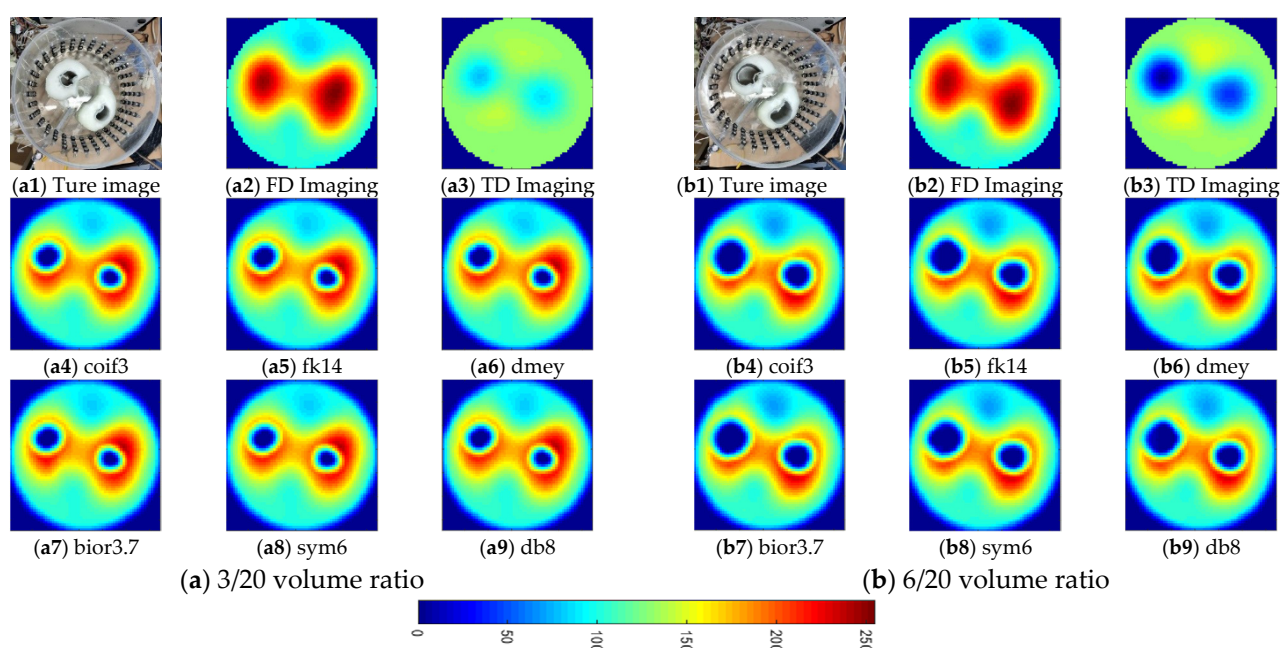 (a1) Ture image (a2) FD Imaging (a3) TD Imaging (b1) Ture image (b2) FD Imaging (b3) TD Imaging
(a4) coif3 (a5) fk14 (a6) dmey (b4) coif3 (b5) fk14 (b6) dmey
(a7) bior3.7 (a8) sym6 (a9) db8 (b7) bior3.7 (b8) sym6 (b9) db8
(a) 3/20 volume ratio (b) 6/20 volume ratio
0 50 100 150 200 250